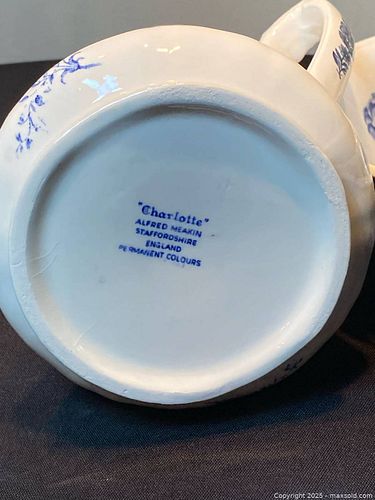 "Charlotte"
ALFRED MEAKIN
STAFFORDSHIRE
ENGLAND
PERMANENT COLOURS
Copyright 2025 - maxsold.com